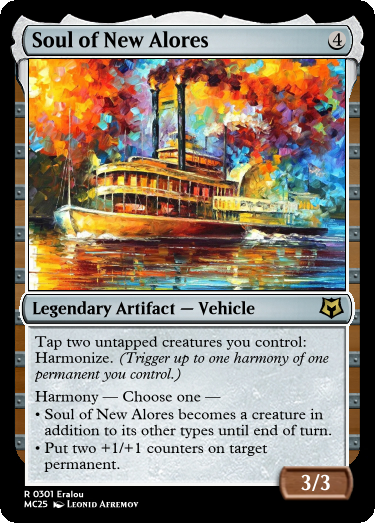 Soul of New Alores
4
Legendary Artifact — Vehicle
Tap two untapped creatures you control:
Harmonize. (Trigger up to one harmony of one
permanent you control.)
Harmony — Choose one —
• Soul of New Alores becomes a creature in
addition to its other types until end of turn.
• Put two +1/+1 counters on target
permanent.
3/3
R 0301 Eralou
MC25 Leonid Afremov